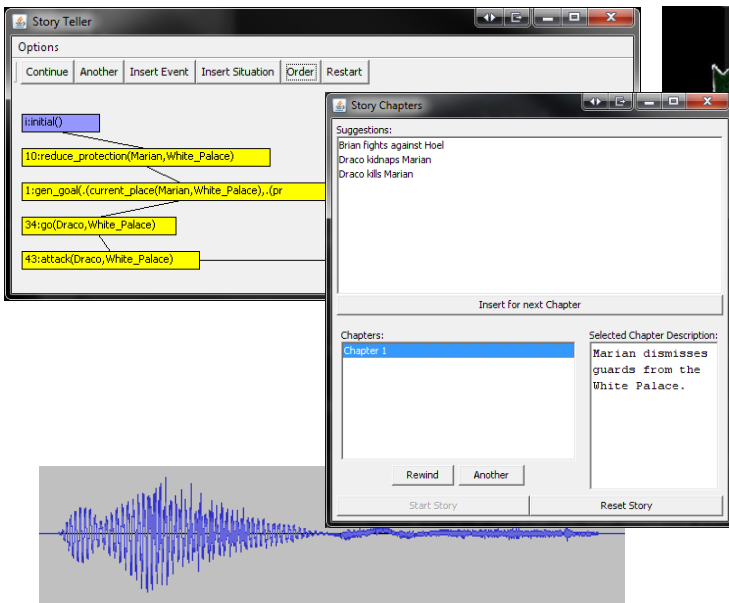 Story Teller
Options
Continue Another Insert Event Insert Situation Order Restart
i:initial()
10:reduce_protection(Marian,White_Palace)
1:gen_goal(.(current_place(Marian,White_Palace),.(pr
34:go(Draco,White_Palace)
43:attack(Draco,White_Palace)
Story Chapters
Suggestions:
Brian fights against Hoel
Draco kidnaps Marian
Draco kills Marian
Insert for next Chapter
Chapters:
Chapter 1
Selected Chapter Description:
Marian dismisses
guards from the
White Palace.
Rewind Another
Start Story Reset Story